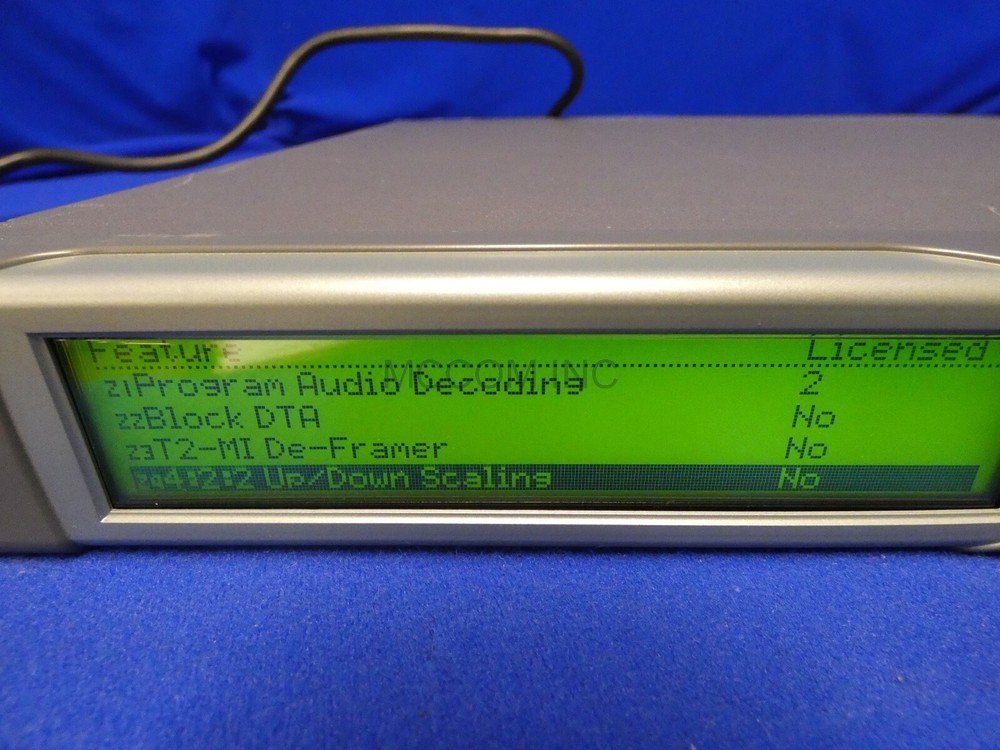 Feature Licensed
21Program Audio Decoding 2
22Block DTA No
23T2-MI De-Framer No
244:2:2 Up/Down Scaling No
MCCOM INC